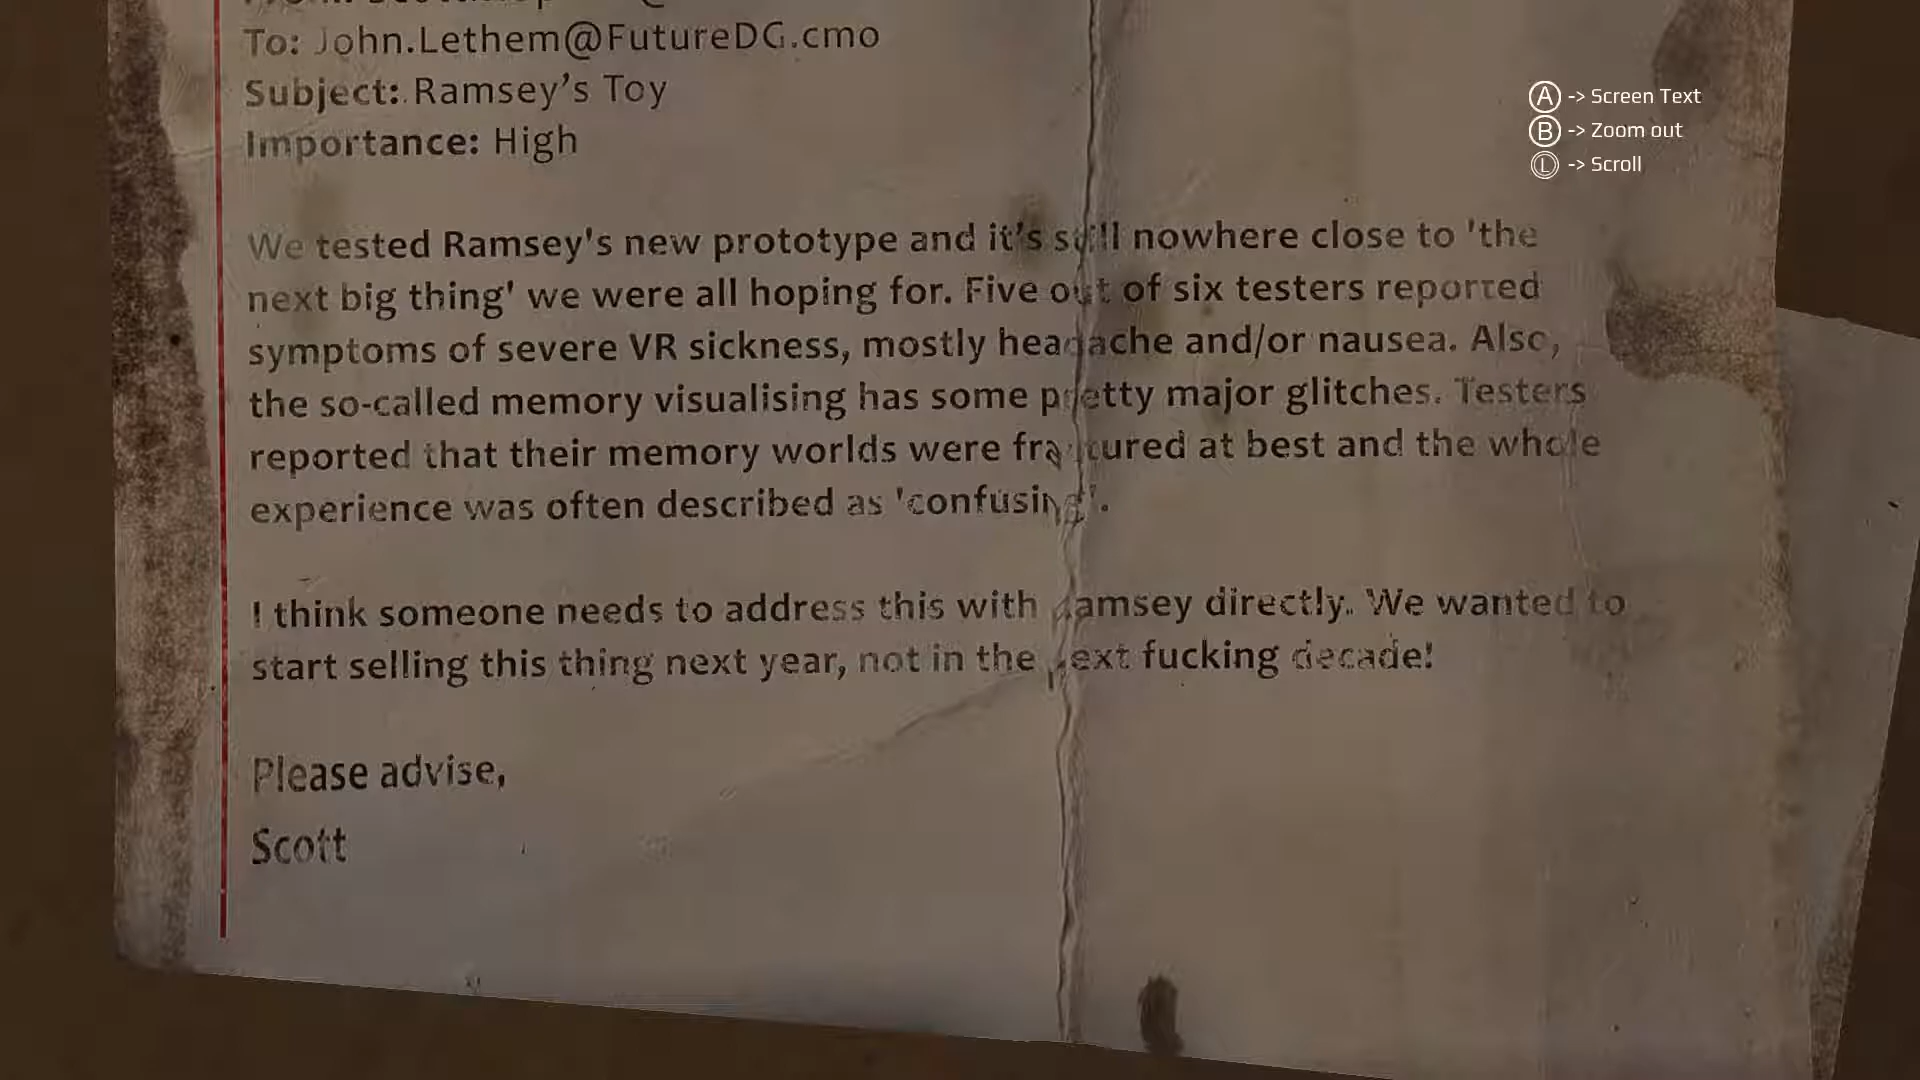 To: John.Lethem@FutureDG.cmo
Subject: Ramsey's Toy
Importance: High
We tested Ramsey's new prototype and it's still nowhere close to 'the
next big thing' we were all hoping for. Five out of six testers reported
symptoms of severe VR sickness, mostly headache and/or nausea. Also,
the so-called memory visualising has some pretty major glitches. Testers
reported that their memory worlds were fractured at best and the whole
experience was often described as 'confusing'.
I think someone needs to address this with Ramsey directly. We wanted to
start selling this thing next year, not in the next fucking decade!
Please advise,
Scott
A -> Screen Text
B -> Zoom out
L -> Scroll